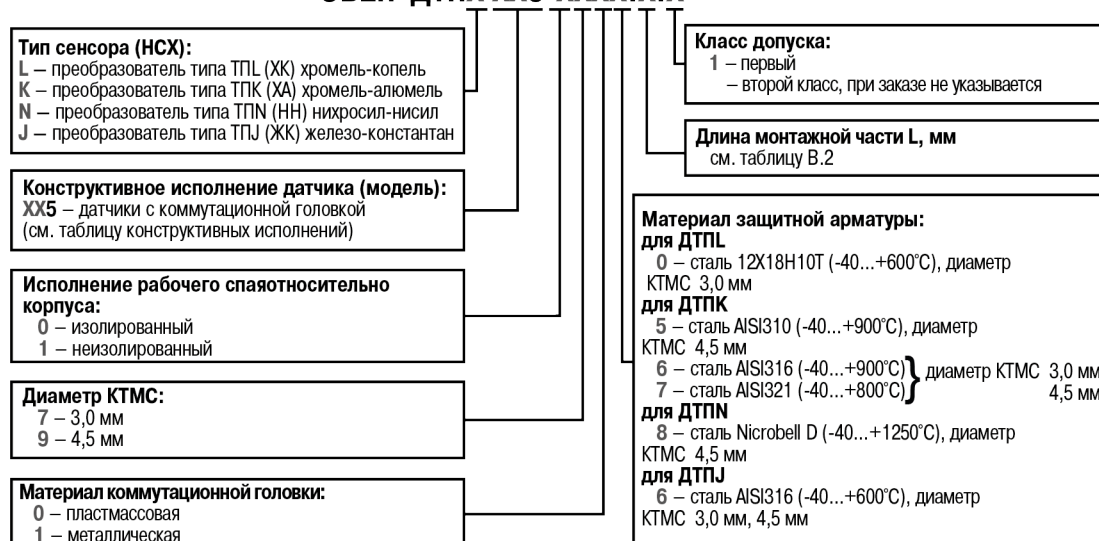 Тип сенсора (НСХ):
L – преобразователь типа ТПL (ХК) хромель-копель
K – преобразователь типа ТПК (ХА) хромель-алюмель
N – преобразователь типа ТПN (НН) нихросил-нисил
J – преобразователь типа ТПJ (ЖК) железо-константан
Конструктивное исполнение датчика (модель):
ХХ5 – датчики с коммутационной головкой
(см. таблицу конструктивных исполнений)
Исполнение рабочего спаяотносительно
корпуса:
0 – изолированный
1 – неизолированный
Диаметр КТМС:
7 – 3,0 мм
9 – 4,5 мм
Материал коммутационной головки:
0 – пластмассовая
1 – металлическая
Класс допуска:
1 – первый
– второй класс, при заказе не указывается
Длина монтажной части L, мм
см. таблицу В.2
Материал защитной арматуры:
для ДТПL
0 – сталь 12Х18Н10Т (-40...+600°С), диаметр
КТМС 3,0 мм
для ДТПК
5 – сталь AISI310 (-40...+900°С), диаметр
КТМС 4,5 мм
6 – сталь AISI316 (-40...+900°С)
7 – сталь AISI321 (-40...+800°С)
} диаметр КТМС 3,0 мм
4,5 мм
для ДТПN
8 – сталь Nicrobell D (-40...+1250°С), диаметр
КТМС 4,5 мм
для ДТПJ
6 – сталь AISI316 (-40...+600°С), диаметр
КТМС 3,0 мм, 4,5 мм